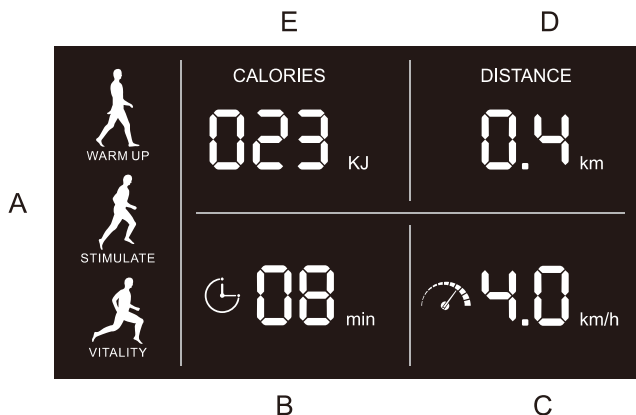 E
D
CALORIES
DISTANCE
023 KJ
0.4 km
WARM UP
A
STIMULATE
08 min
4.0 km/h
VITALITY
B
C